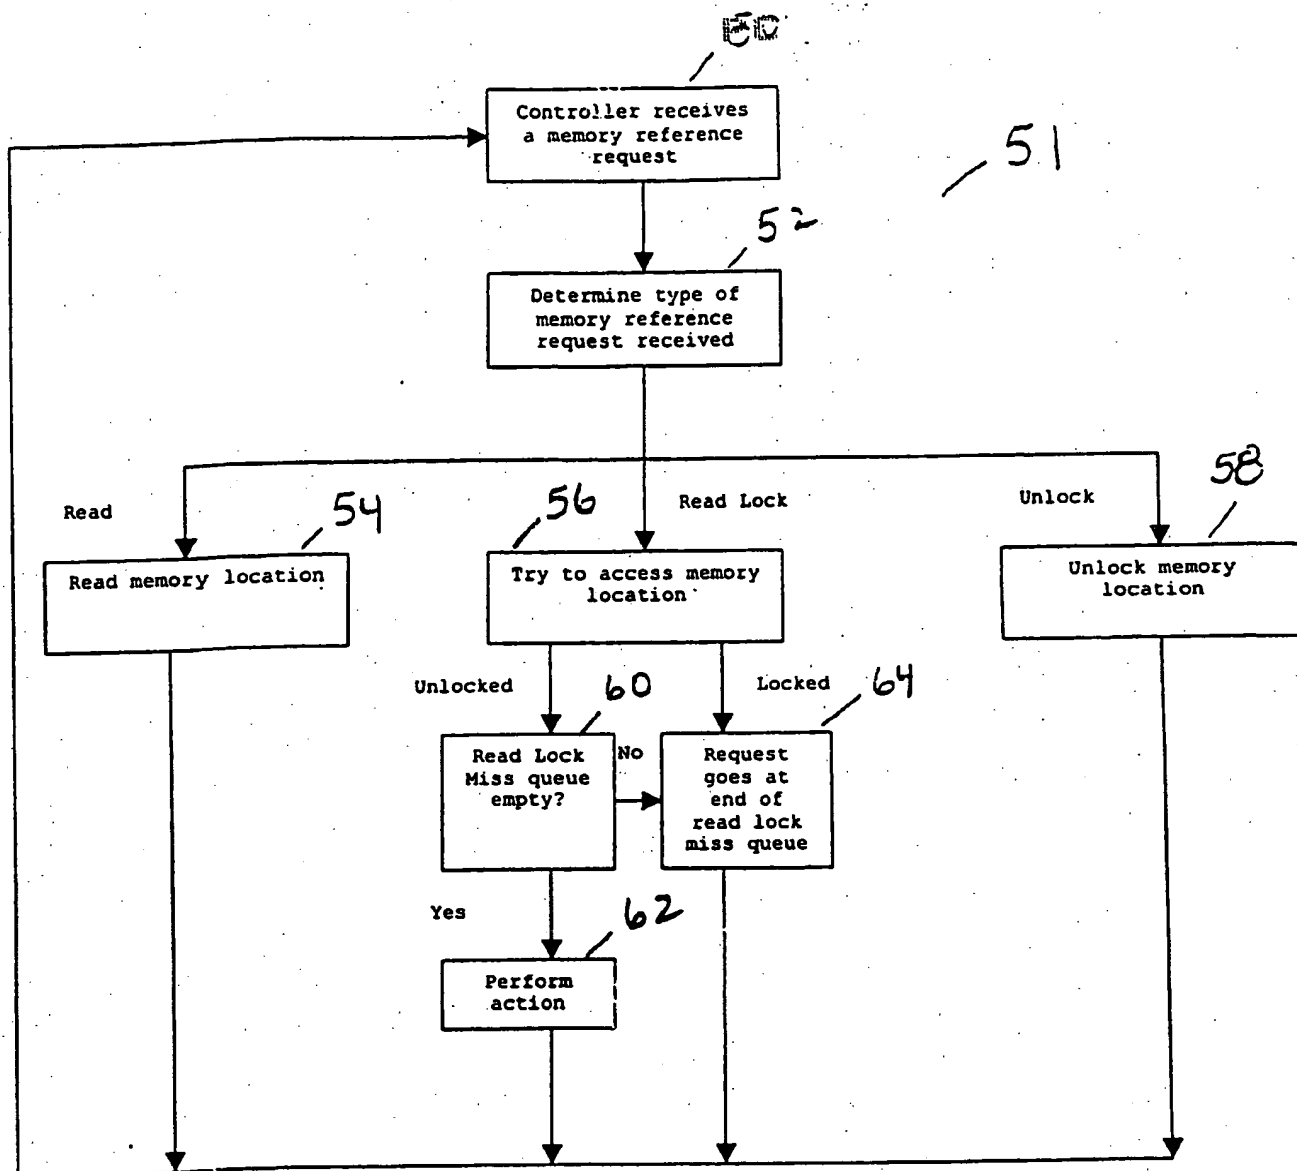 Controller receives
a memory reference
request
51
52
Determine type of
memory reference
request received
Read
54
56
Read Lock
Unlock
58
Read memory location
Try to access memory
location
Unlock memory
location
Unlocked
60
Locked
64
Read Lock
Miss queue
empty?
No
Request
goes at
end of
read lock
miss queue
Yes
62
Perform
action